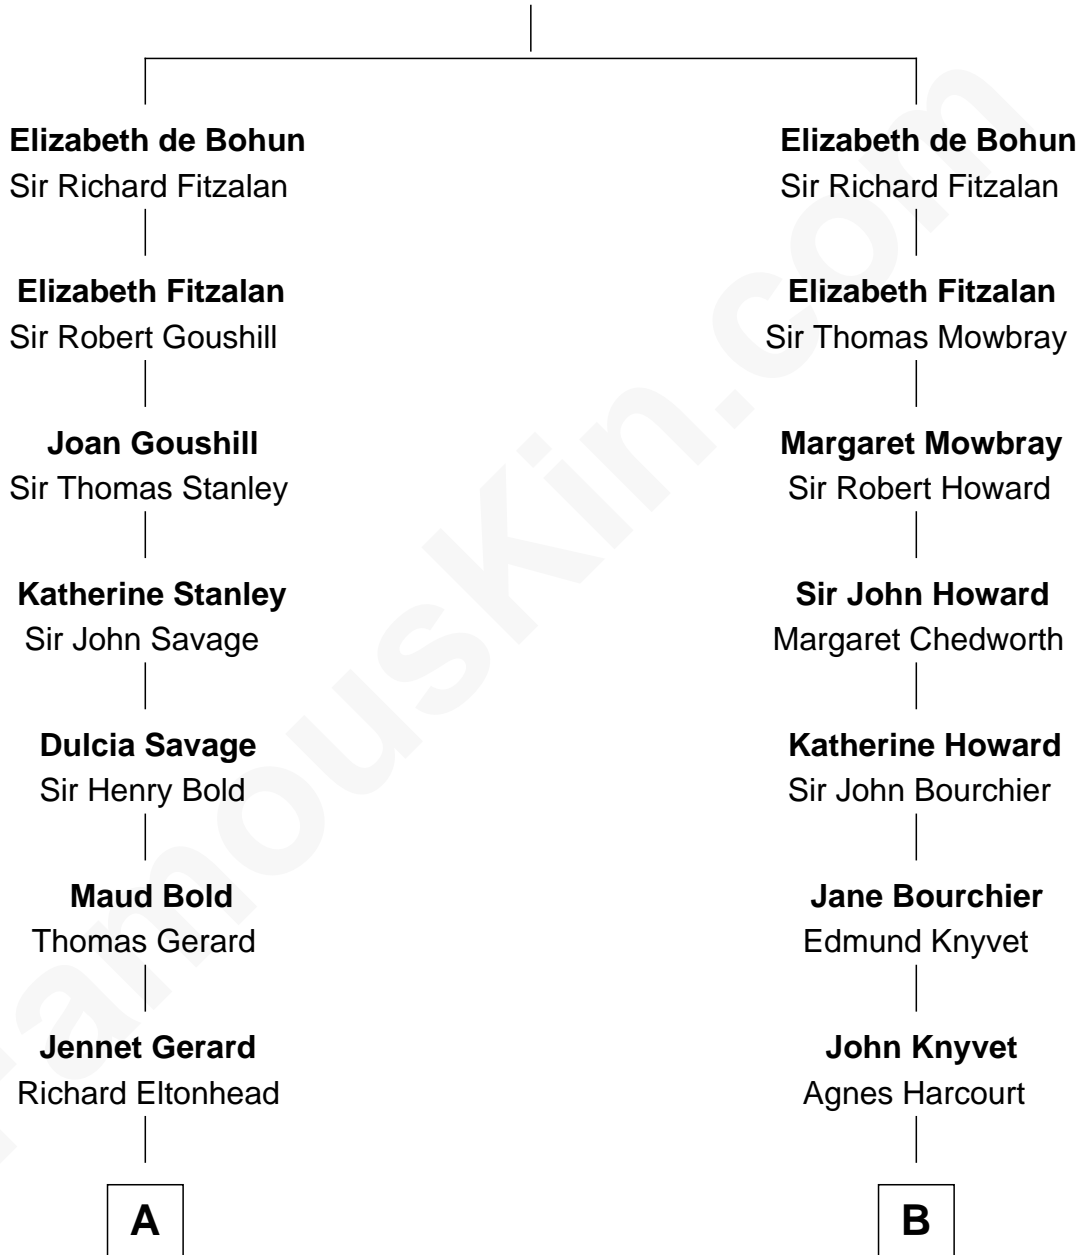 Elizabeth de Bohun
Sir Richard Fitzalan
Elizabeth Fitzalan
Sir Robert Goushill
Joan Goushill
Sir Thomas Stanley
Katherine Stanley
Sir John Savage
Dulcia Savage
Sir Henry Bold
Maud Bold
Thomas Gerard
Jennet Gerard
Richard Eltonhead
A
Elizabeth de Bohun
Sir Richard Fitzalan
Elizabeth Fitzalan
Sir Thomas Mowbray
Margaret Mowbray
Sir Robert Howard
Sir John Howard
Margaret Chedworth
Katherine Howard
Sir John Bourchier
Jane Bourchier
Edmund Knyvet
John Knyvet
Agnes Harcourt
B
FamousKin.com